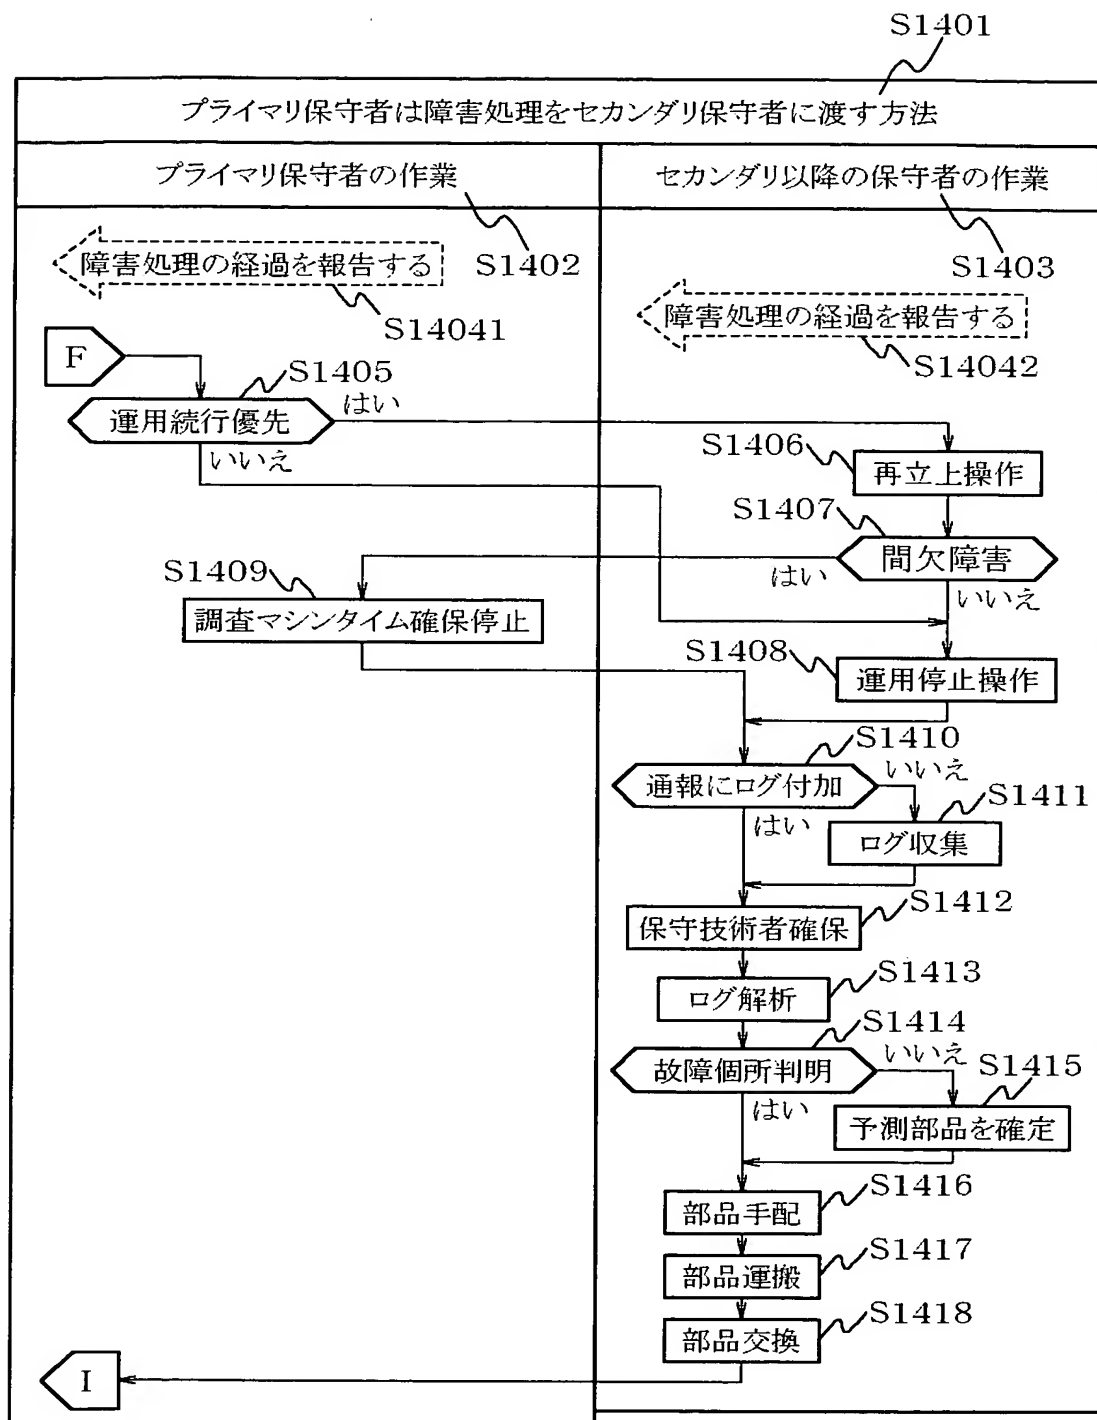 S1401
プライマリ保守者は障害処理をセカンダリ保守者に渡す方法
プライマリ保守者の作業
セカンダリ以降の保守者の作業
S1402
S1403
障害処理の経過を報告する
S14041
障害処理の経過を報告する
S14042
F
S1405
運用続行優先
はい
いいえ
S1406
再立上操作
S1407
間欠障害
はい
いいえ
S1409
調査マシンタイム確保停止
S1408
運用停止操作
S1410
通報にログ付加
いいえ
はい
S1411
ログ収集
S1412
保守技術者確保
S1413
ログ解析
S1414
故障個所判明
いいえ
はい
S1415
予測部品を確定
S1416
部品手配
S1417
部品運搬
S1418
部品交換
I